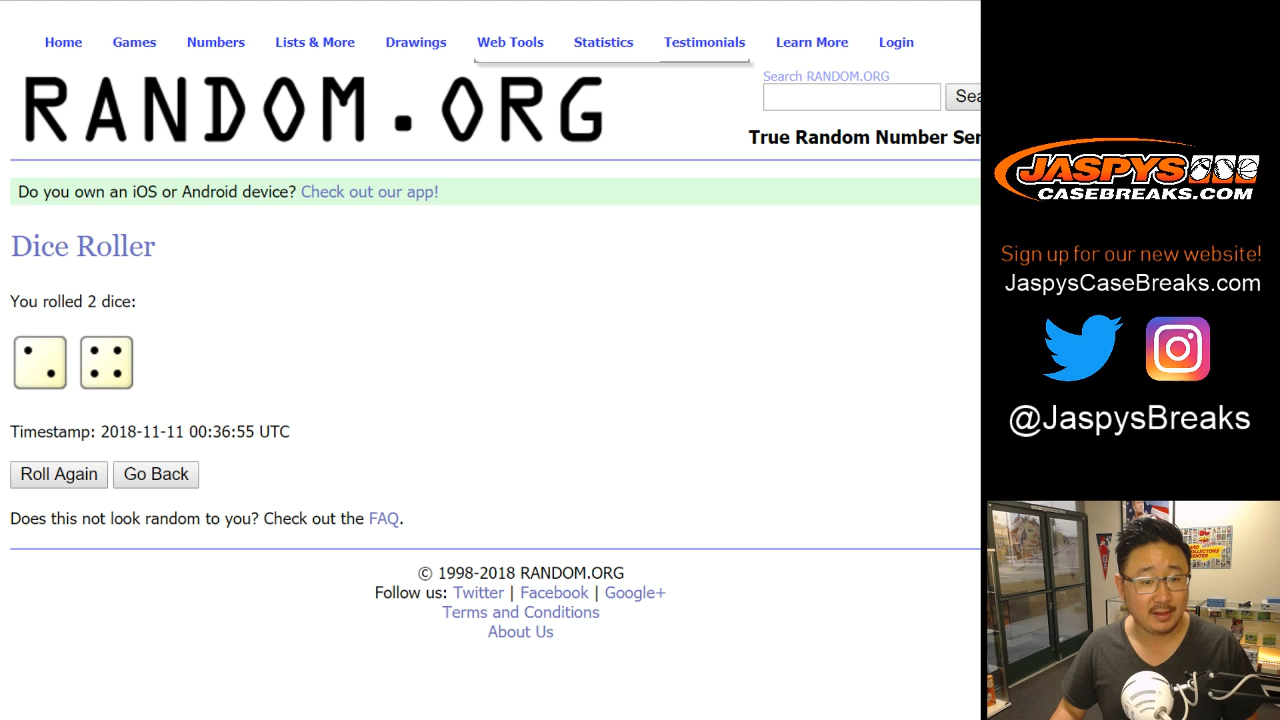 Home Games Numbers Lists & More Drawings Web Tools Statistics Testimonials Learn More Login
RANDOM.ORG
Search RANDOM.ORG
Sea
True Random Number Ser
Do you own an iOS or Android device? Check out our app!
Dice Roller
You rolled 2 dice:
Timestamp: 2018-11-11 00:36:55 UTC
Roll Again Go Back
Does this not look random to you? Check out the FAQ.
© 1998-2018 RANDOM.ORG
Follow us: Twitter | Facebook | Google+
Terms and Conditions
About Us
JASPYS
CASEBREAKS.COM
Sign up for our new website!
JaspysCaseBreaks.com
@JaspysBreaks